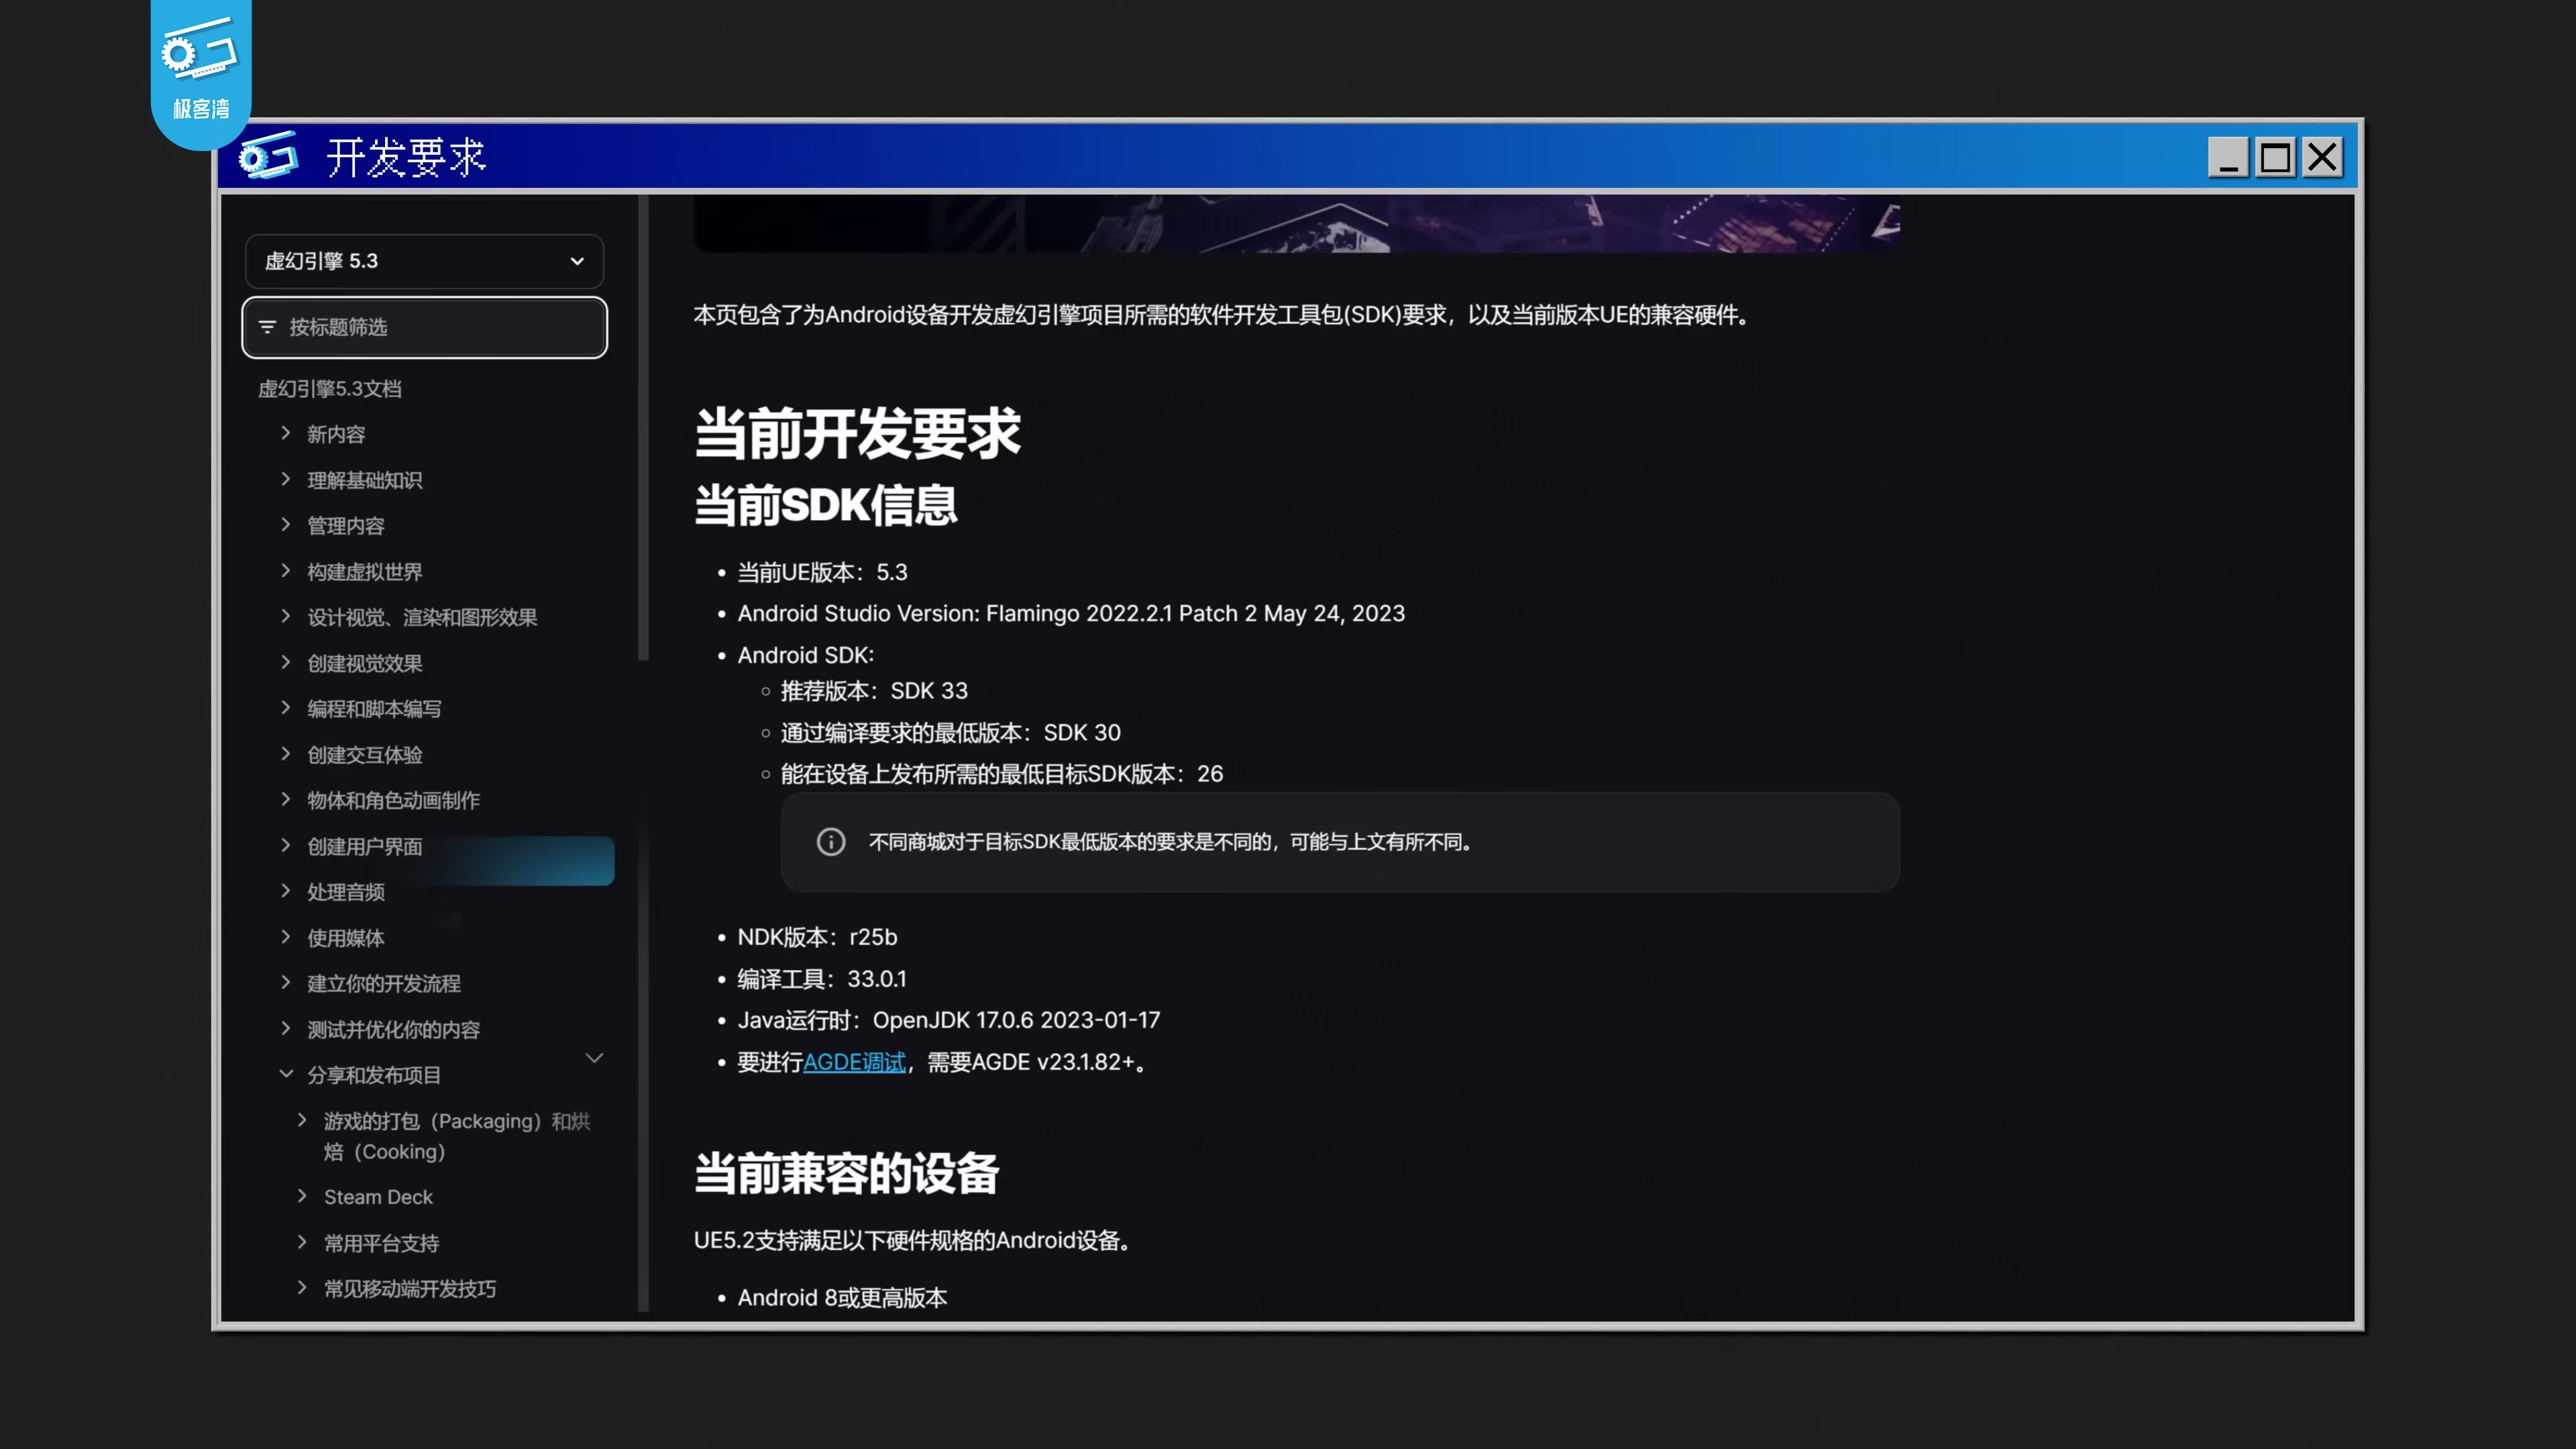 极客湾
开发要求
虚幻引擎 5.3
按标题筛选
虚幻引擎5.3文档
新内容
理解基础知识
管理内容
构建虚拟世界
设计视觉、渲染和图形效果
创建视觉效果
编程和脚本编写
创建交互体验
物体和角色动画制作
创建用户界面
处理音频
使用媒体
建立你的开发流程
测试并优化你的内容
分享和发布项目
游戏的打包（Packaging）和烘
焙（Cooking）
Steam Deck
常用平台支持
常见移动端开发技巧
本页包含了为Android设备开发虚幻引擎项目所需的软件开发工具包(SDK)要求，以及当前版本UE的兼容硬件。
当前开发要求
当前SDK信息
• 当前UE版本：5.3
• Android Studio Version: Flamingo 2022.2.1 Patch 2 May 24, 2023
• Android SDK:
○ 推荐版本：SDK 33
○ 通过编译要求的最低版本：SDK 30
○ 能在设备上发布所需的最低目标SDK版本：26
不同商城对于目标SDK最低版本的要求是不同的，可能与上文有所不同。
• NDK版本：r25b
• 编译工具：33.0.1
• Java运行时：OpenJDK 17.0.6 2023-01-17
• 要进行AGDE调试，需要AGDE v23.1.82+。
当前兼容的设备
UE5.2支持满足以下硬件规格的Android设备。
• Android 8或更高版本